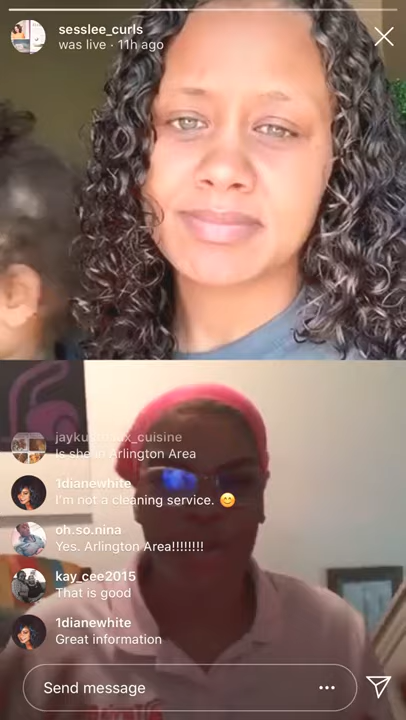 sesslee_curls
was live · 11h ago
Is she in Arlington Area
1dianewhite
I'm not a cleaning service. 😊
oh.so.nina
Yes. Arlington Area!!!!!!!!
kay_cee2015
That is good
1dianewhite
Great information
Send message